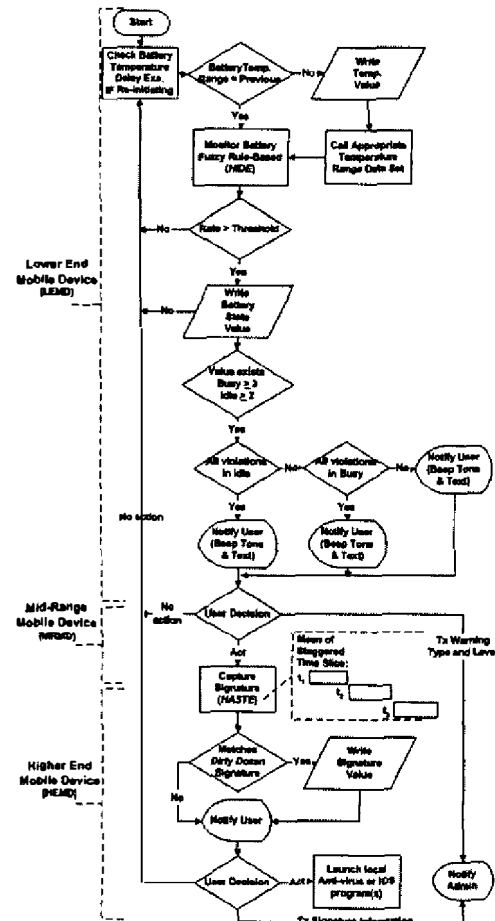 Start
Check Battery
Temperature
Delay Exe.
IF Re-initiating
Battery Temp.
Range = Previous
No
Write
Temp.
Value
Yes
Monitor Battery
Fuzzy Rule-Based
(HIDE)
Call Appropriate
Temperature
Range Data Set
No
Rate > Threshold
Lower End
Mobile Device
(LEMD)
Yes
No
Write
Battery
State
Value
Value exists
Busy ≥ 3
Idle ≥ 2
Yes
All violations
in Idle
No
All violations
in Busy
No
Notify User
(Beep Tone
& Text)
No action
Yes
Yes
Notify User
(Beep Tone
& Text)
Notify User
(Beep Tone
& Text)
Mid-Range
Mobile Device
(MRMD)
No
action
User Decision
Tx Warning
Type and Level
Act
Mean of
Staggered
Time Slice:
t1
t2
t3
Capture
Signature
(HASTE)
Higher End
Mobile Device
(HEMD)
Matches
Dirty Dozen
Signature
Yes
Write
Signature
Value
No
Notify User
User Decision
Act
Launch local
Anti-virus or IDS
program(s)
Notify
Admin
Tx Signature Information